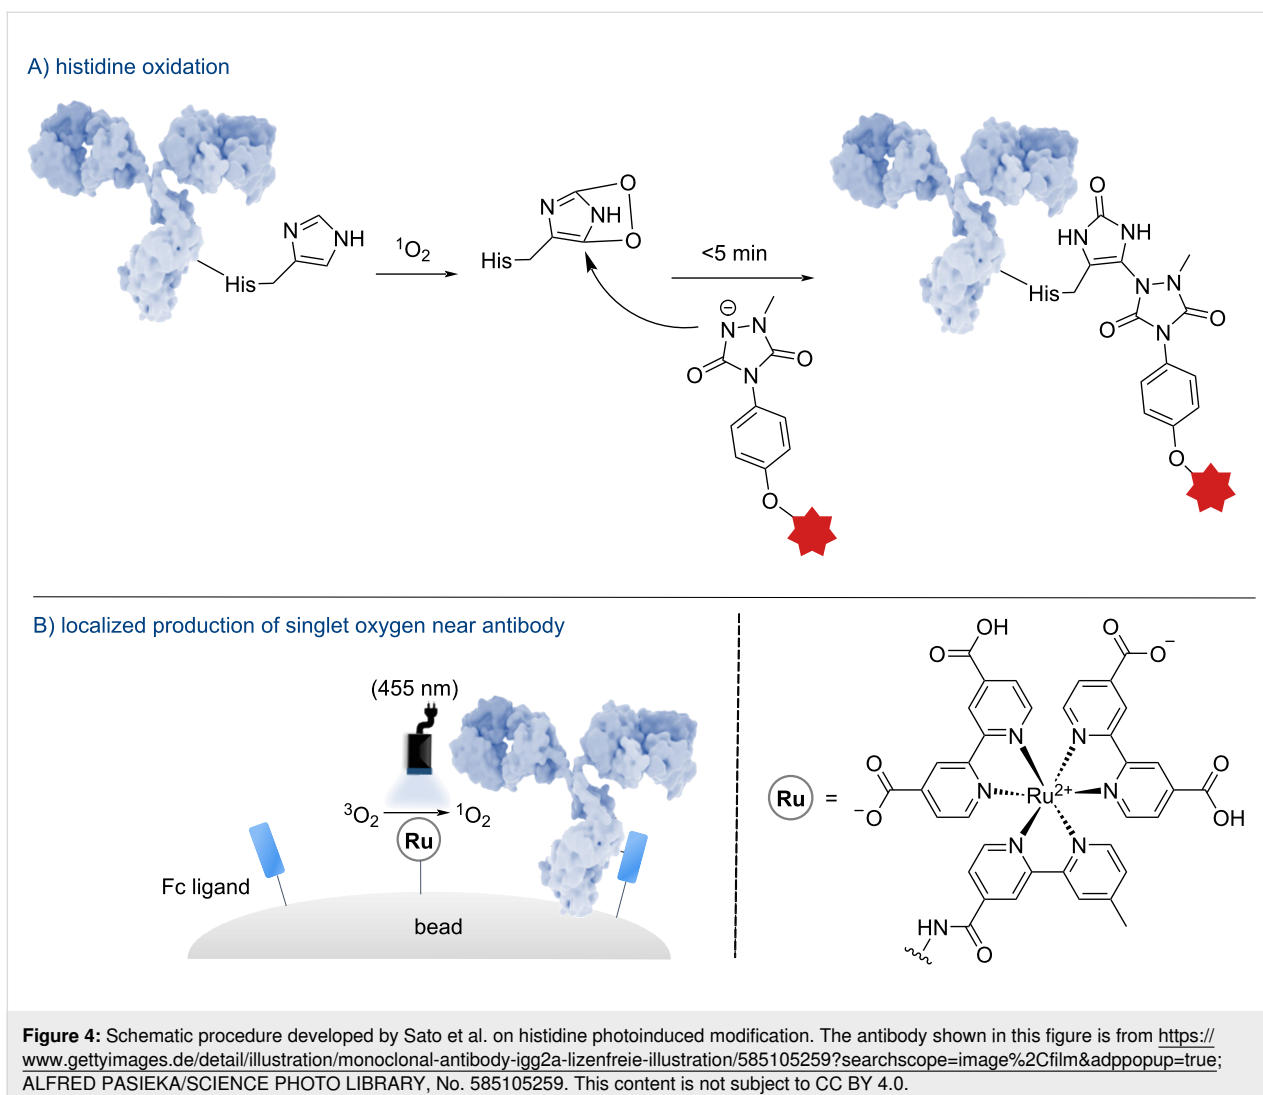 A) histidine oxidation
N
NH
His
¹O₂
N
NH
O
O
His
<5 min
⊖
N
N
O
N
O
O
O
HN
NH
His
N
N
O
N
O
O
B) localized production of singlet oxygen near antibody
(455 nm)
³O₂
¹O₂
Ru
Fc ligand
bead
Ru
=
OH
O
O
O⁻
N
N
O
⁻O
N
Ru²⁺
N
O
OH
N
N
HN
O
Figure 4: Schematic procedure developed by Sato et al. on histidine photoinduced modification. The antibody shown in this figure is from https://
www.gettyimages.de/detail/illustration/monoclonal-antibody-igg2a-lizenfreie-illustration/585105259?searchscope=image%2Cfilm&adppopup=true;
ALFRED PASIEKA/SCIENCE PHOTO LIBRARY, No. 585105259. This content is not subject to CC BY 4.0.